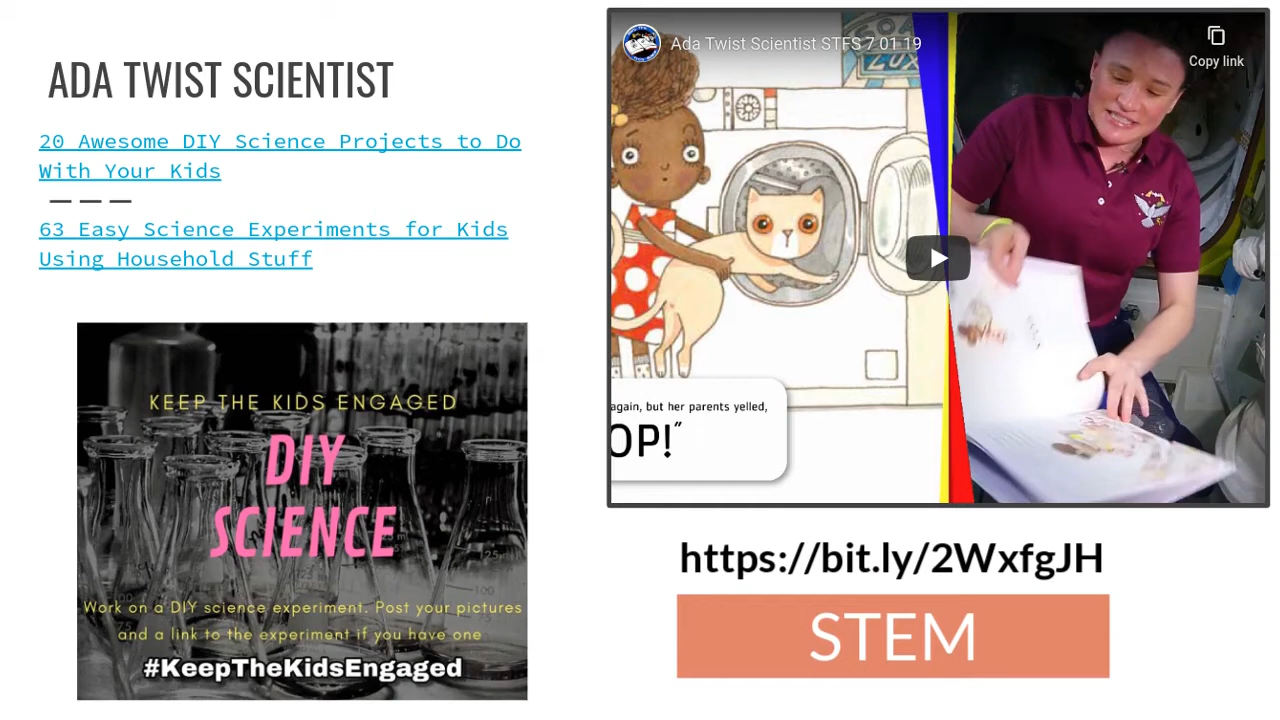 ADA TWIST SCIENTIST
20 Awesome DIY Science Projects to Do
With Your Kids
63 Easy Science Experiments for Kids
Using Household Stuff
KEEP THE KIDS ENGAGED
DIY
SCIENCE
Work on a DIY science experiment. Post your pictures
and a link to the experiment if you have one
#KeepTheKidsEngaged
Ada Twist Scientist STFS 7 01 19
Copy link
LUX
again, but her parents yelled,
OP!”
https://bit.ly/2WxfgJH
STEM